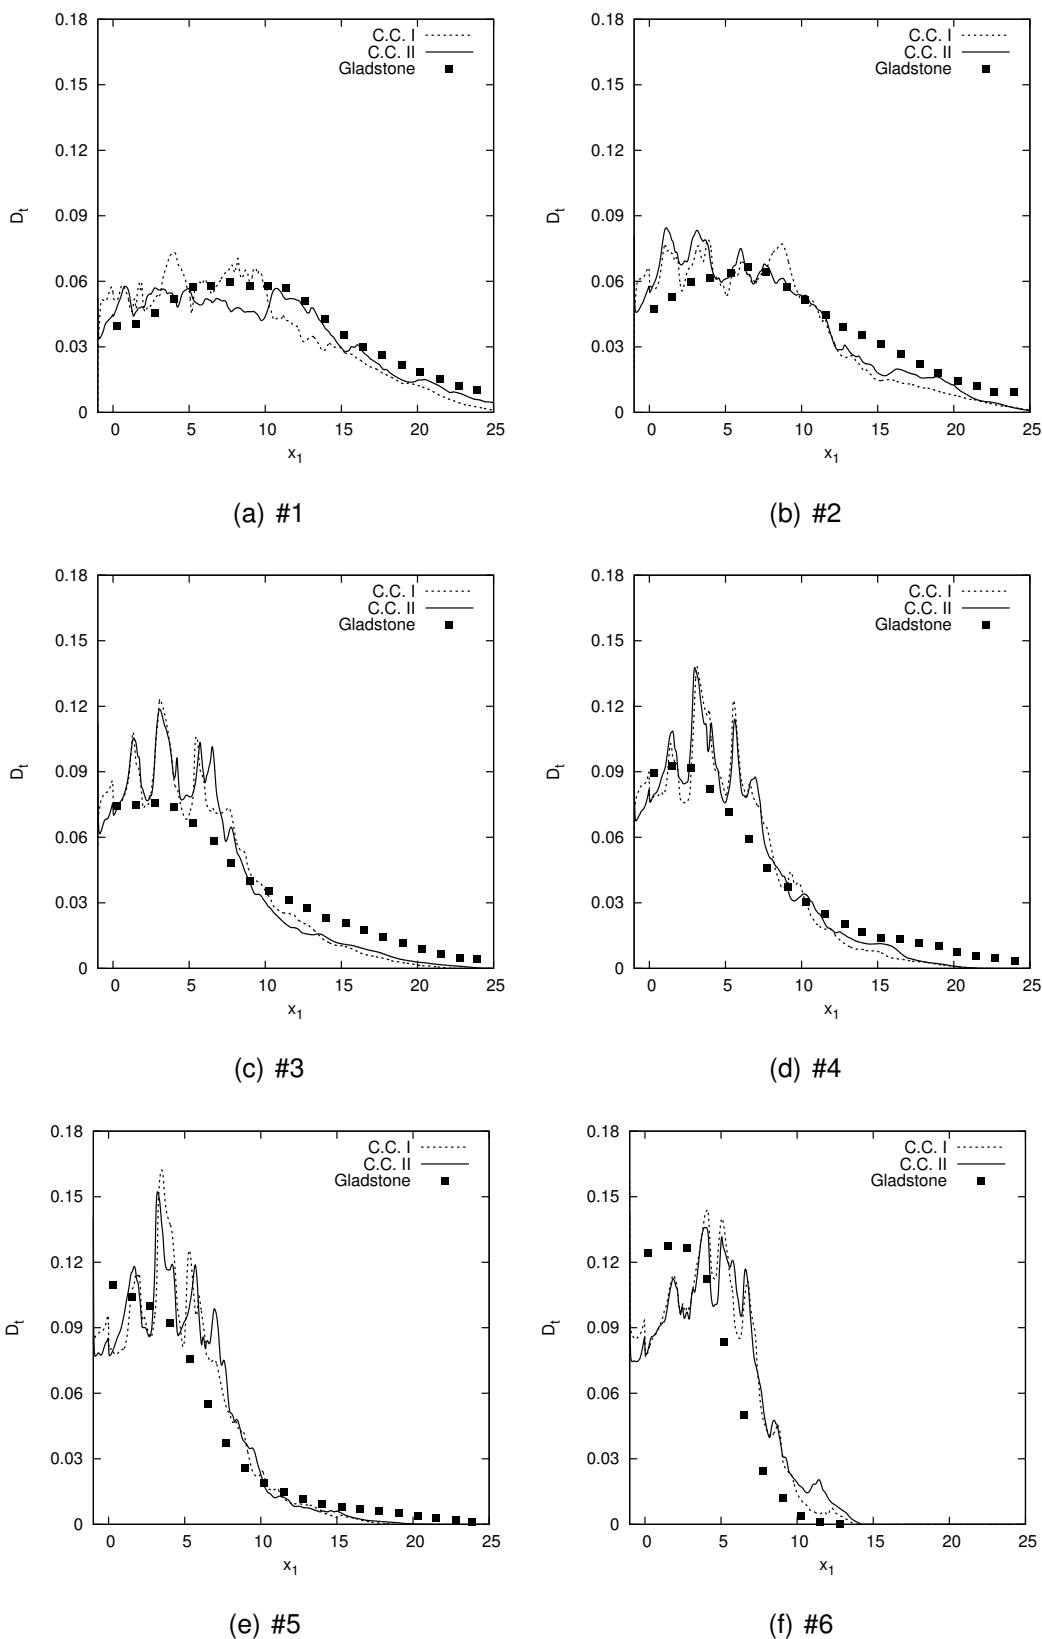 0.18
C.C. I
C.C. II
Gladstone
0.15
0.12
0.09
0.06
0.03
0
D_t
0 5 10 15 20 25
x_1
(a) #1
0.18
C.C. I
C.C. II
Gladstone
0.15
0.12
0.09
0.06
0.03
0
D_t
0 5 10 15 20 25
x_1
(b) #2
0.18
C.C. I
C.C. II
Gladstone
0.15
0.12
0.09
0.06
0.03
0
D_t
0 5 10 15 20 25
x_1
(c) #3
0.18
C.C. I
C.C. II
Gladstone
0.15
0.12
0.09
0.06
0.03
0
D_t
0 5 10 15 20 25
x_1
(d) #4
0.18
C.C. I
C.C. II
Gladstone
0.15
0.12
0.09
0.06
0.03
0
D_t
0 5 10 15 20 25
x_1
(e) #5
0.18
C.C. I
C.C. II
Gladstone
0.15
0.12
0.09
0.06
0.03
0
D_t
0 5 10 15 20 25
x_1
(f) #6